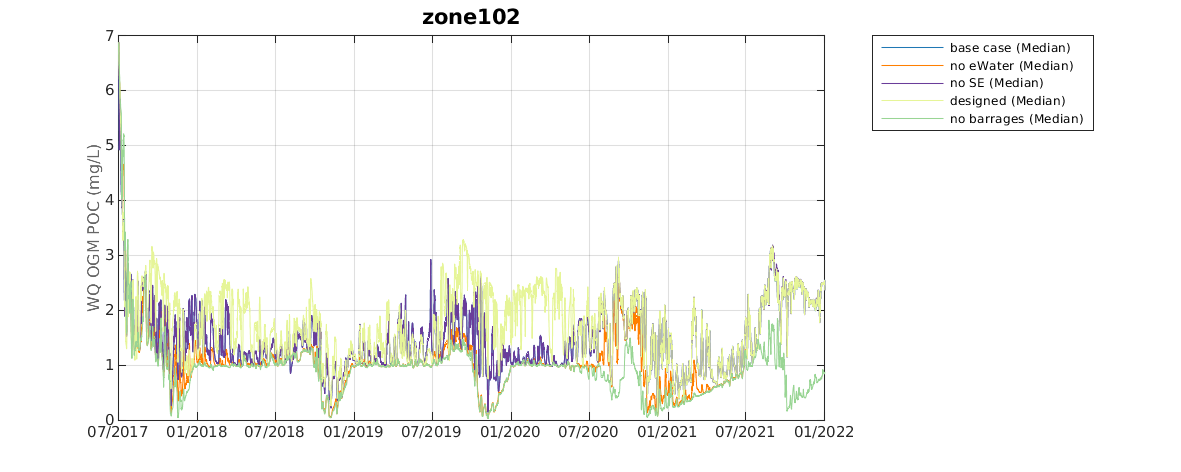 zone102
WQ OGM POC (mg/L)
7
6
5
4
3
2
1
0
07/2017 01/2018 07/2018 01/2019 07/2019 01/2020 07/2020 01/2021 07/2021 01/2022
base case (Median)
no eWater (Median)
no SE (Median)
designed (Median)
no barrages (Median)